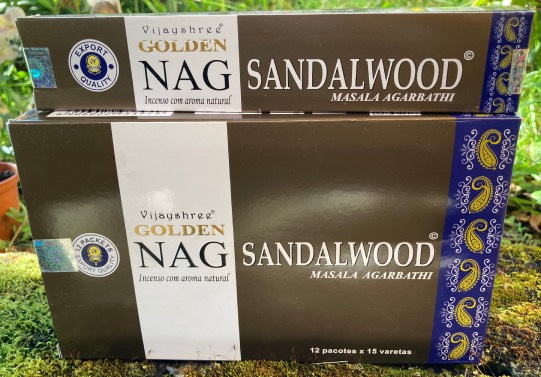 Vijayshree®
GOLDEN
NAG
Incenso com aroma natural
EXPORT
QUALITY
SANDALWOOD©
MASALA AGARBATHI
Vijayshree®
GOLDEN
NAG
Incenso com aroma natural
12 PACKETS
EXPORT QUALITY
SANDALWOOD©
MASALA AGARBATHI
12 pacotes x 15 varetas